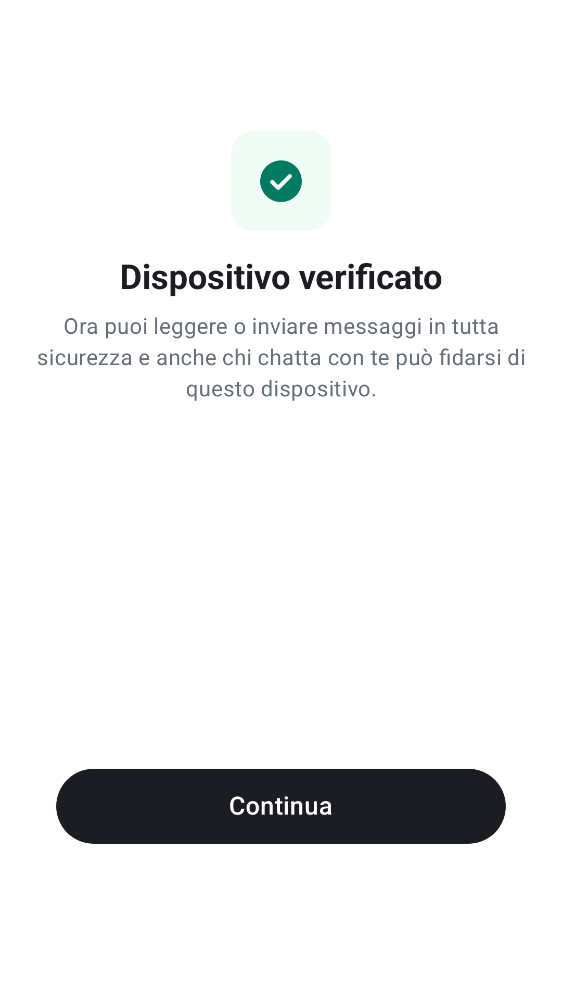 Dispositivo verificato
Ora puoi leggere o inviare messaggi in tutta
sicurezza e anche chi chatta con te può fidarsi di
questo dispositivo.
Continua